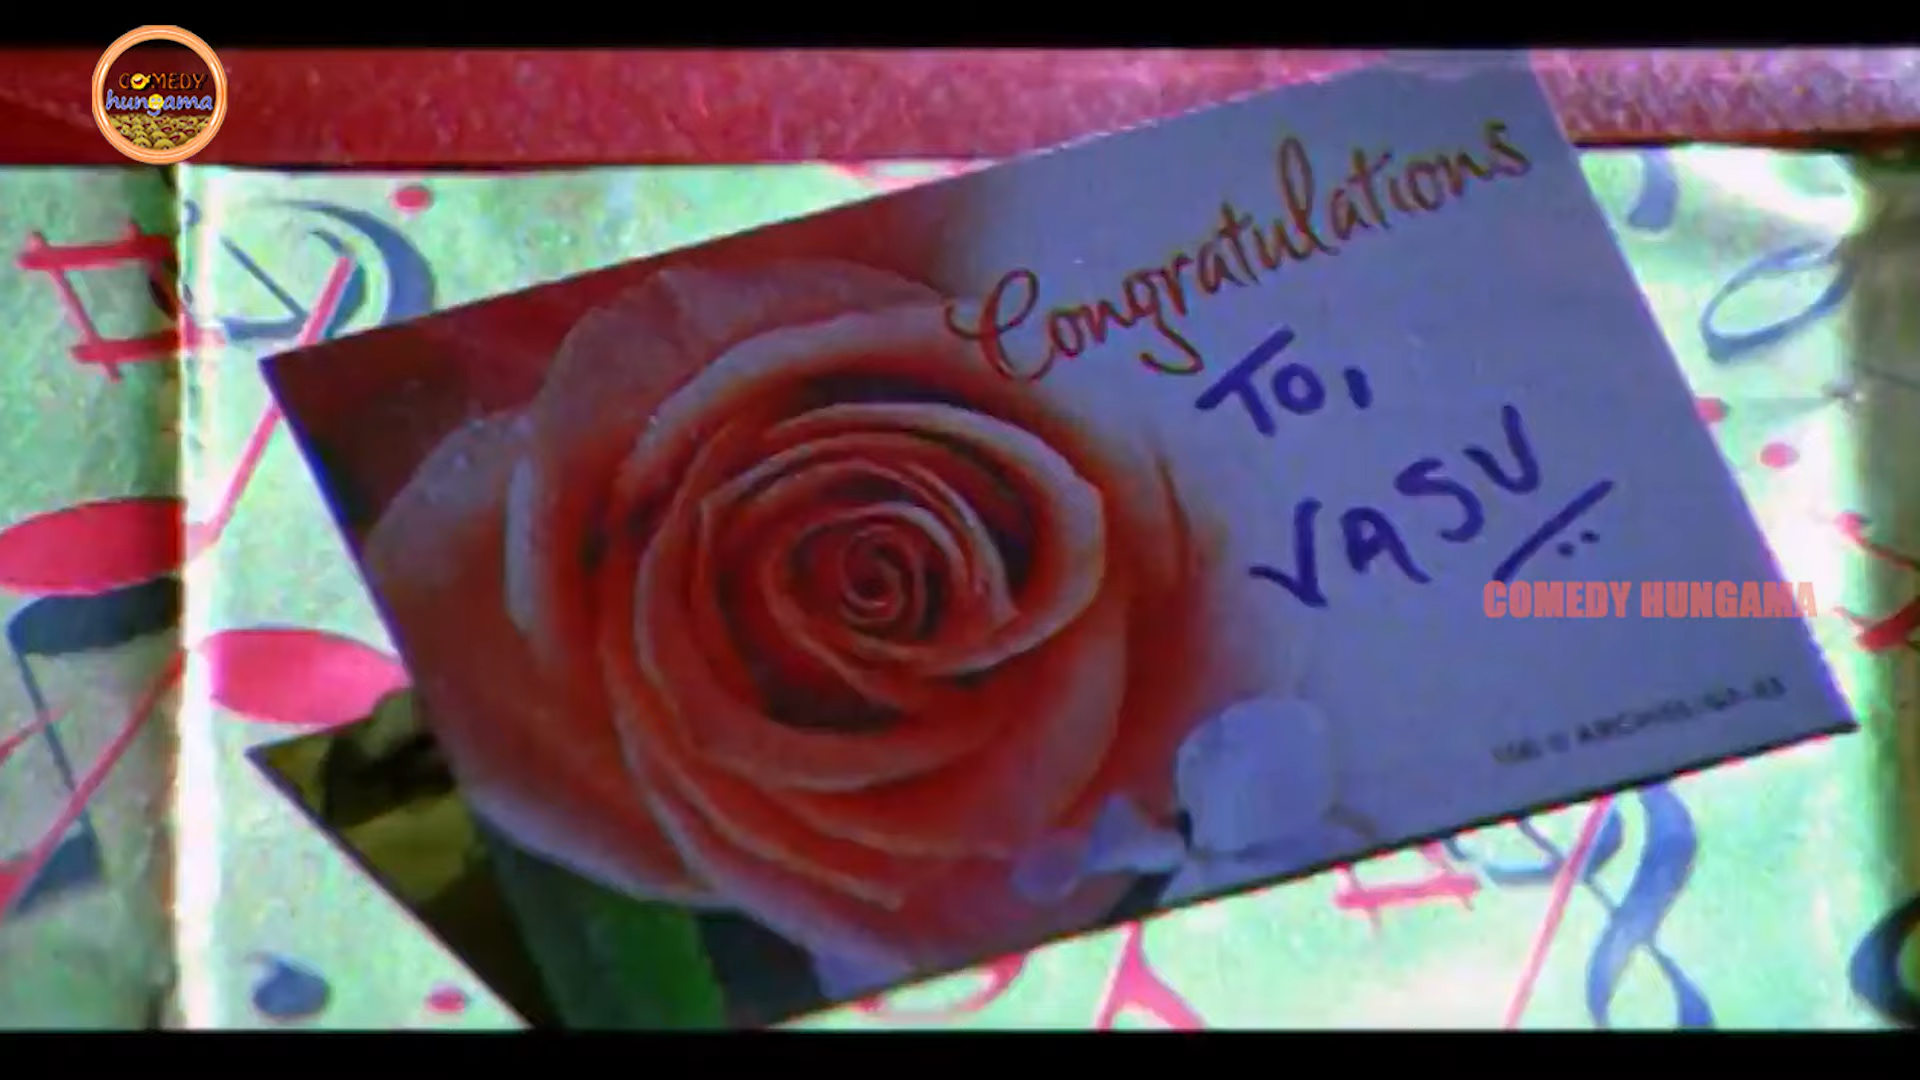 COMEDY
hungama
Congratulations
To,
VASU
COMEDY HUNGAMA